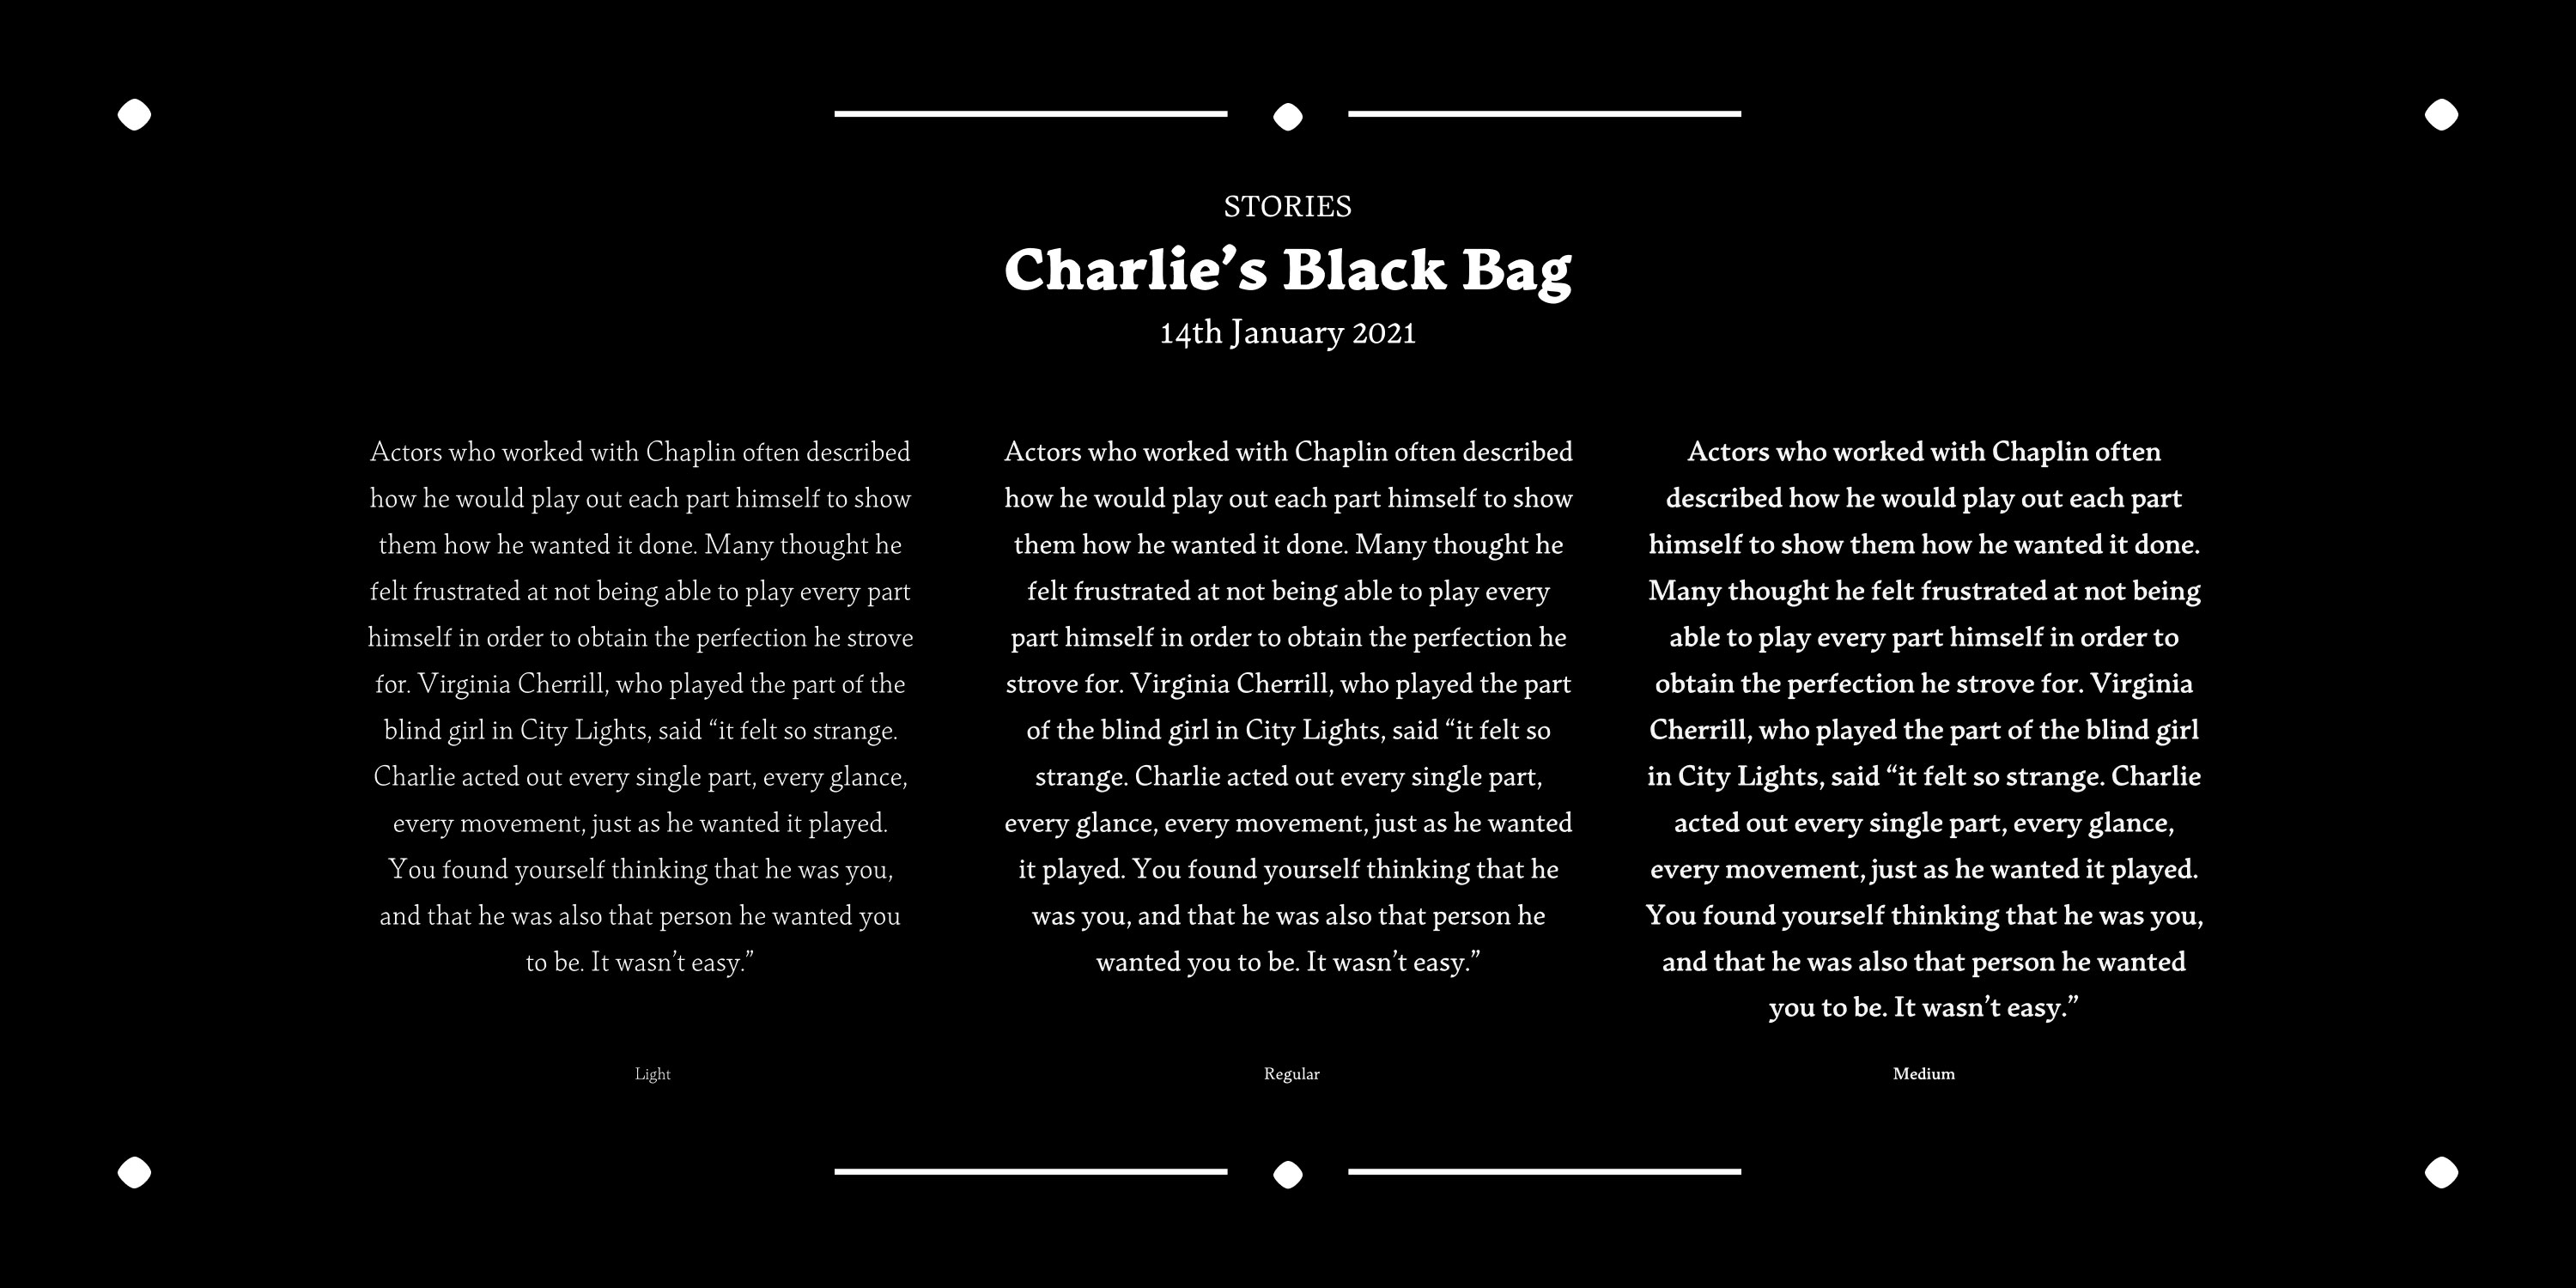 STORIES
Charlie’s Black Bag
14th January 2021
Actors who worked with Chaplin often described
how he would play out each part himself to show
them how he wanted it done. Many thought he
felt frustrated at not being able to play every part
himself in order to obtain the perfection he strove
for. Virginia Cherrill, who played the part of the
blind girl in City Lights, said “it felt so strange.
Charlie acted out every single part, every glance,
every movement, just as he wanted it played.
You found yourself thinking that he was you,
and that he was also that person he wanted you
to be. It wasn’t easy.”
Light
Actors who worked with Chaplin often described
how he would play out each part himself to show
them how he wanted it done. Many thought he
felt frustrated at not being able to play every
part himself in order to obtain the perfection he
strove for. Virginia Cherrill, who played the part
of the blind girl in City Lights, said “it felt so
strange. Charlie acted out every single part,
every glance, every movement, just as he wanted
it played. You found yourself thinking that he
was you, and that he was also that person he
wanted you to be. It wasn’t easy.”
Regular
Actors who worked with Chaplin often
described how he would play out each part
himself to show them how he wanted it done.
Many thought he felt frustrated at not being
able to play every part himself in order to
obtain the perfection he strove for. Virginia
Cherrill, who played the part of the blind girl
in City Lights, said “it felt so strange. Charlie
acted out every single part, every glance,
every movement, just as he wanted it played.
You found yourself thinking that he was you,
and that he was also that person he wanted
you to be. It wasn’t easy.”
Medium